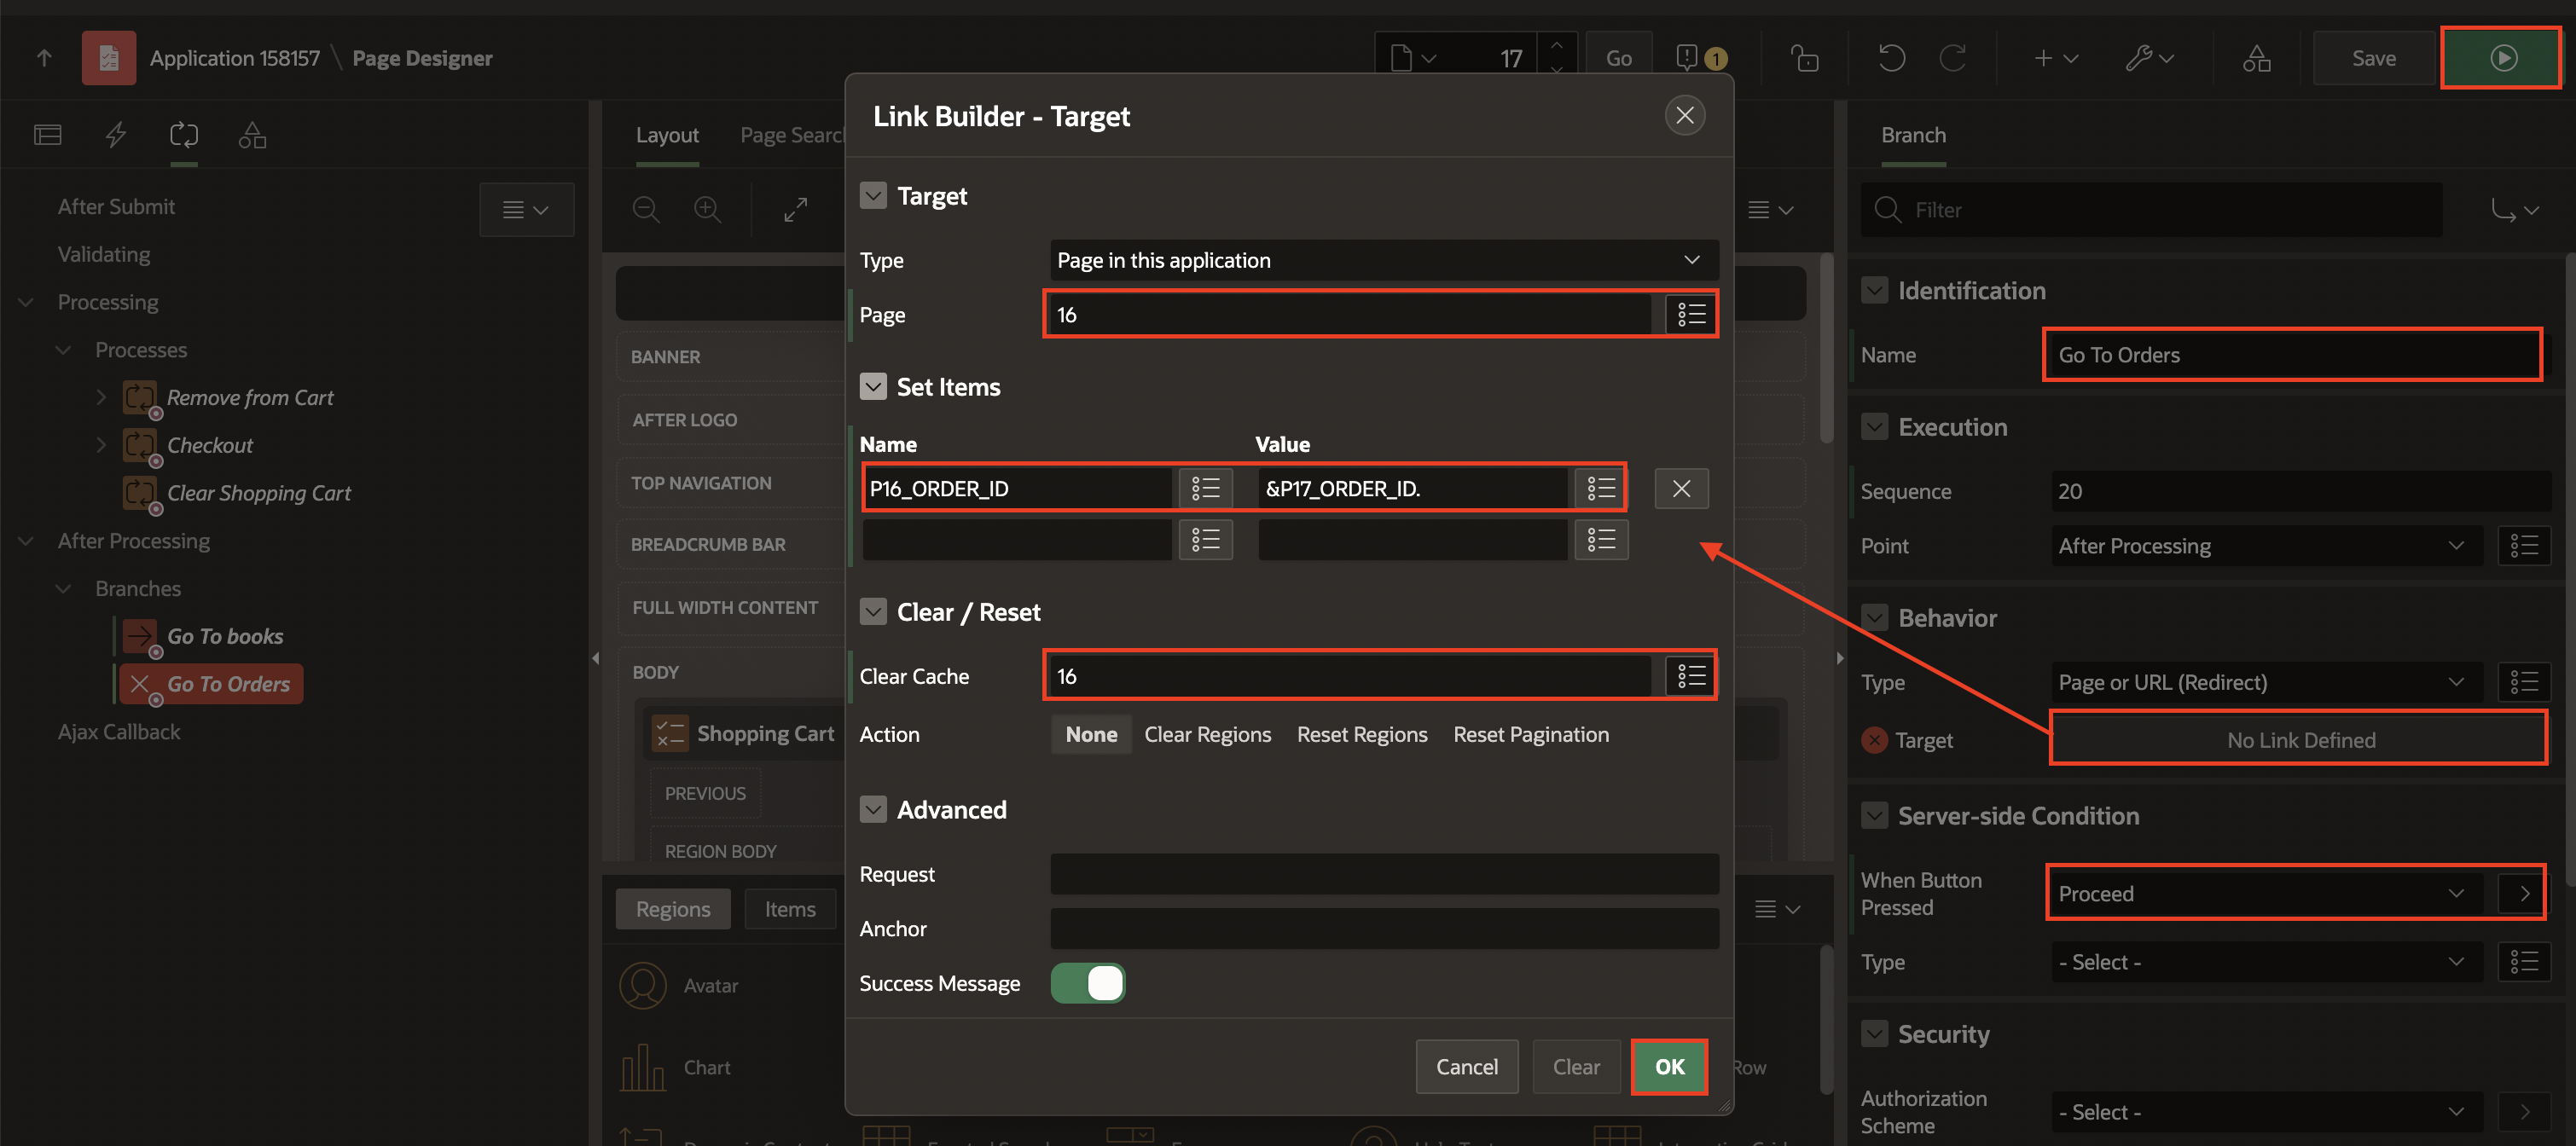 Application 158157 \ Page Designer
17
Go
1
Save
After Submit
Validating
Processing
Processes
Remove from Cart
Checkout
Clear Shopping Cart
After Processing
Branches
Go To books
Go To Orders
Ajax Callback
Layout
Page Search
BANNER
AFTER LOGO
TOP NAVIGATION
BREADCRUMB BAR
FULL WIDTH CONTENT
BODY
Shopping Cart
PREVIOUS
REGION BODY
Regions
Items
Avatar
Chart
Row
Link Builder - Target
Target
Type
Page in this application
Page
16
Set Items
Name
Value
P16_ORDER_ID
&P17_ORDER_ID.
Clear / Reset
Clear Cache
16
Action
None
Clear Regions
Reset Regions
Reset Pagination
Advanced
Request
Anchor
Success Message
Cancel
Clear
OK
Branch
Filter
Identification
Name
Go To Orders
Execution
Sequence
20
Point
After Processing
Behavior
Type
Page or URL (Redirect)
Target
No Link Defined
Server-side Condition
When Button
Pressed
Proceed
Type
- Select -
Security
Authorization
Scheme
- Select -